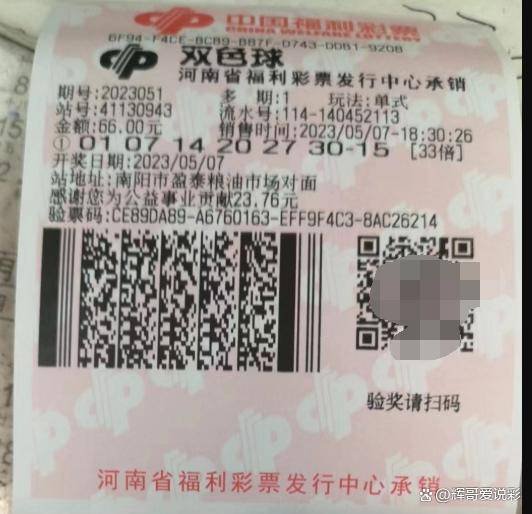 中国福利彩票
CHINA WELFARE LOTTERY
6F94-F4CE-8C89-887F-D743-DDB1-9208
双色球
河南省福利彩票发行中心承销
期号:2023051 多期:1 玩法:单式
站号:41130943 流水号:114-140452113
金额:66.00元 销售时间:2023/05/07-18:30:26
① 01 07 14 20 27 30-15 [33倍]
开奖日期:2023/05/07
站地址:南阳市盈泰粮油市场对面
感谢您为公益事业贡献23.76元
验票码:CE89DA89-A6760163-EFF9F4C3-8AC26214
验奖请扫码
河南省福利彩票发行中心承销
@辉哥爱说彩